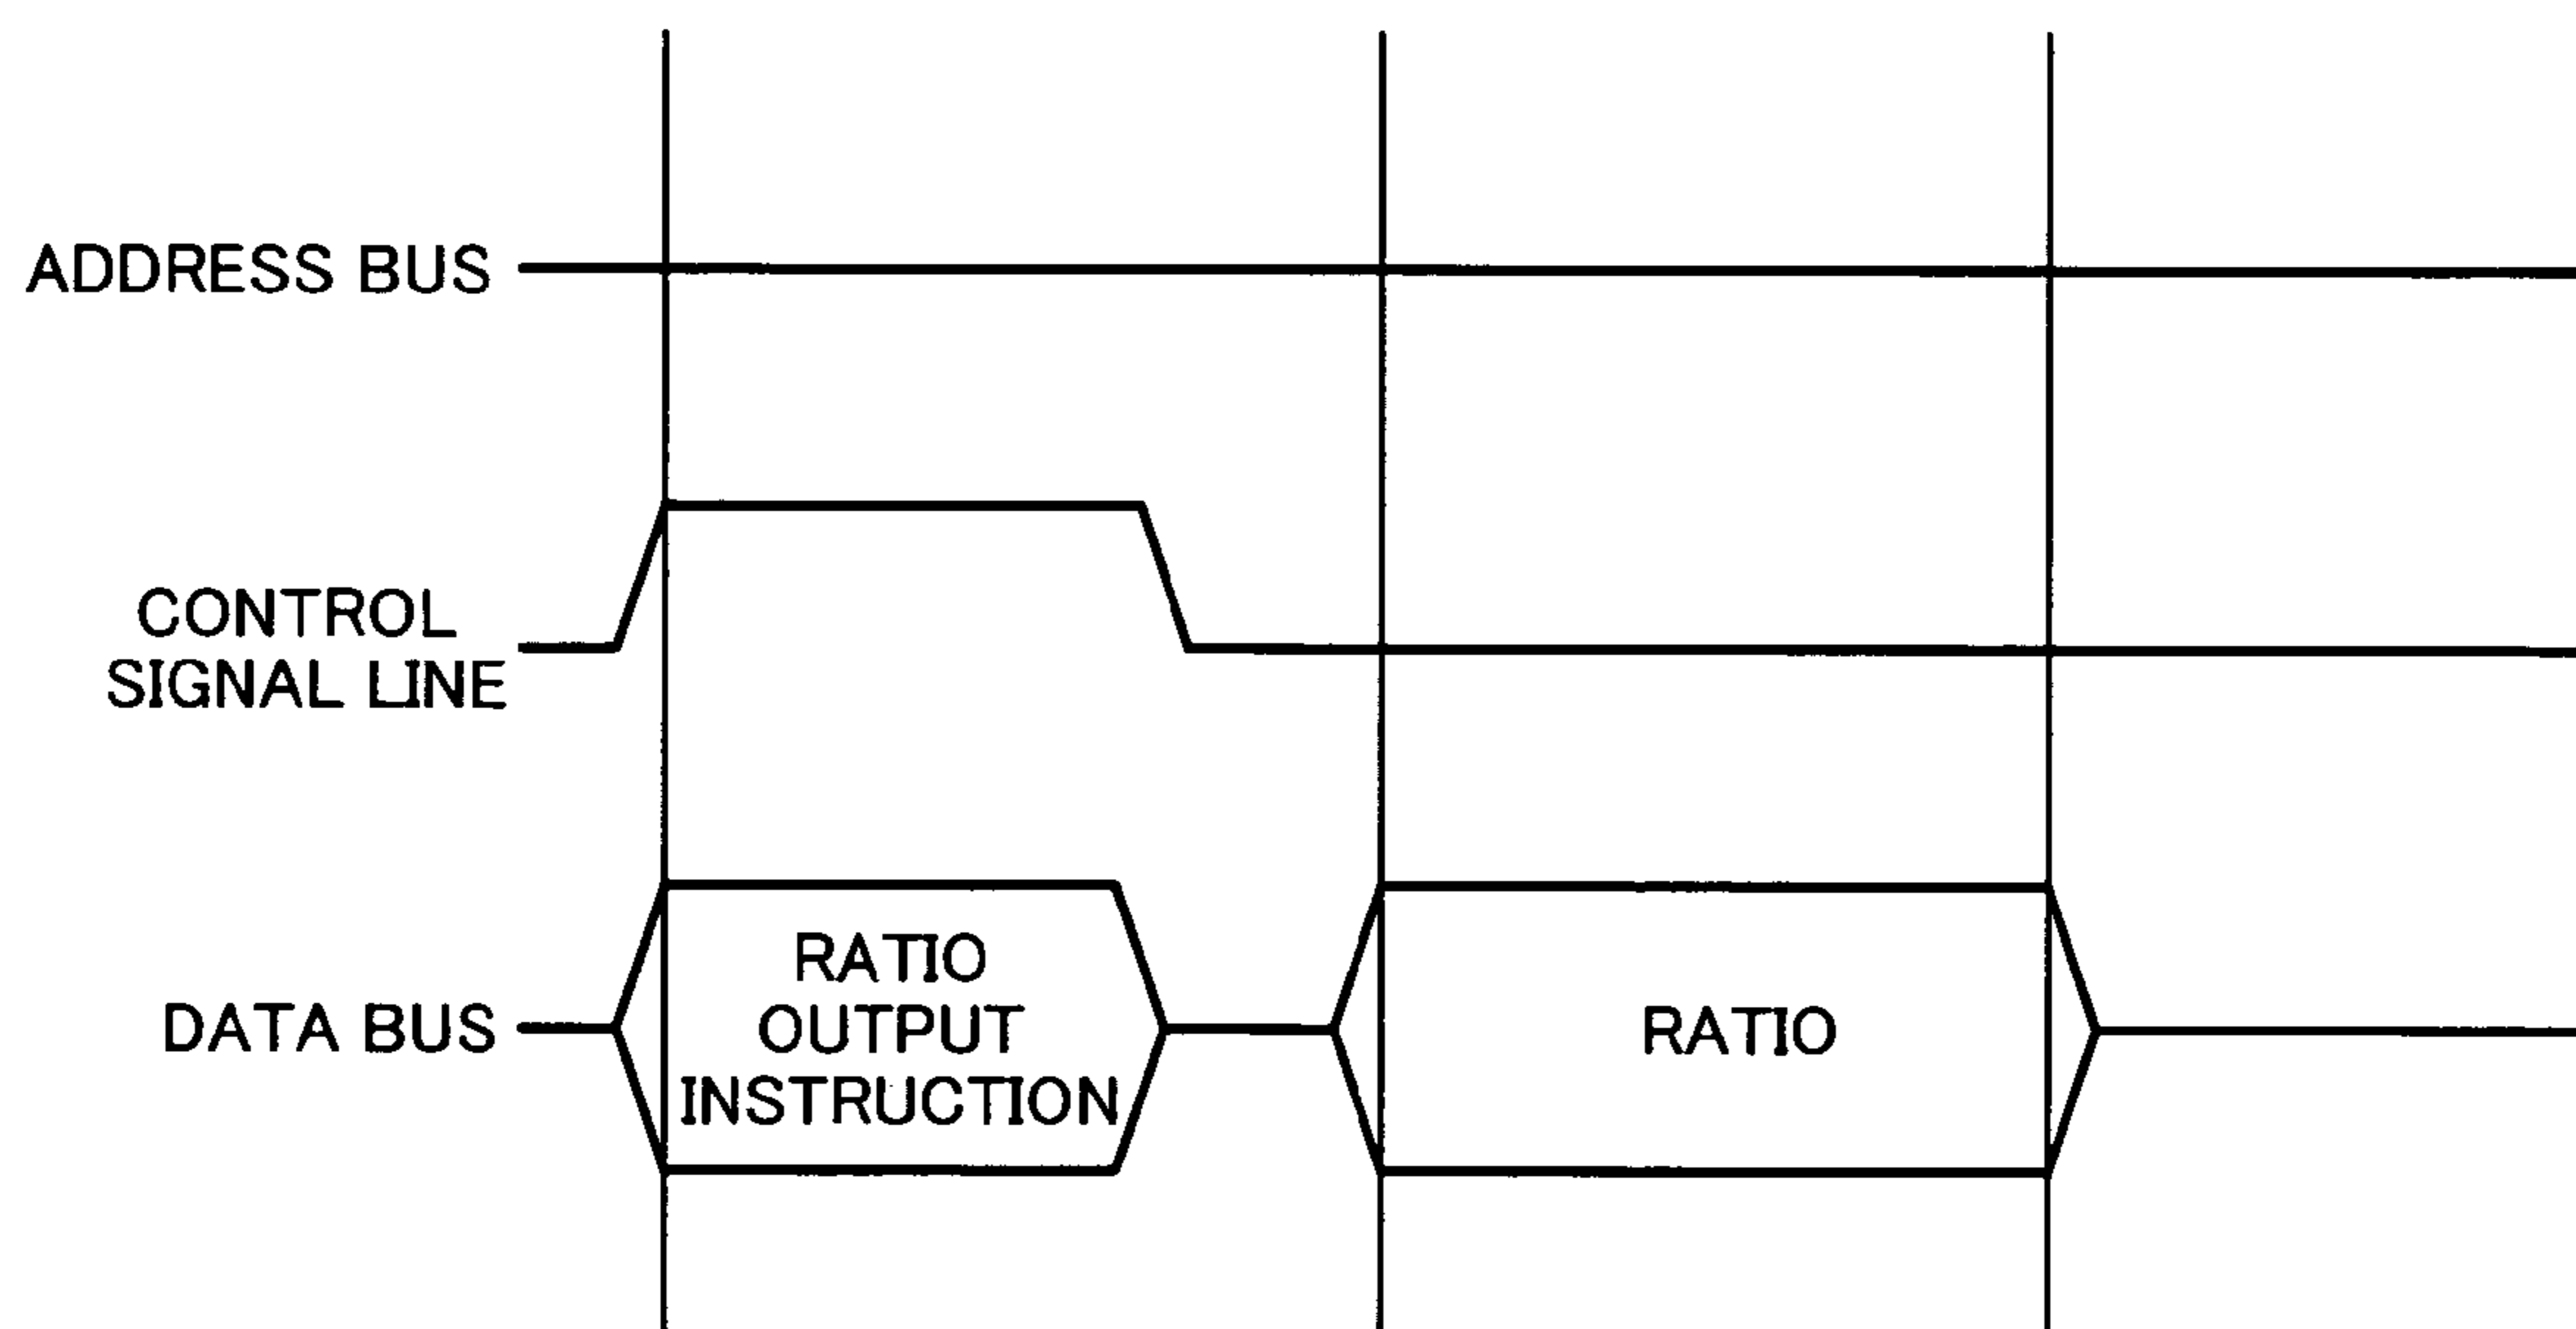 ADDRESS BUS
CONTROL
SIGNAL LINE
DATA BUS
RATIO
OUTPUT
INSTRUCTION
RATIO